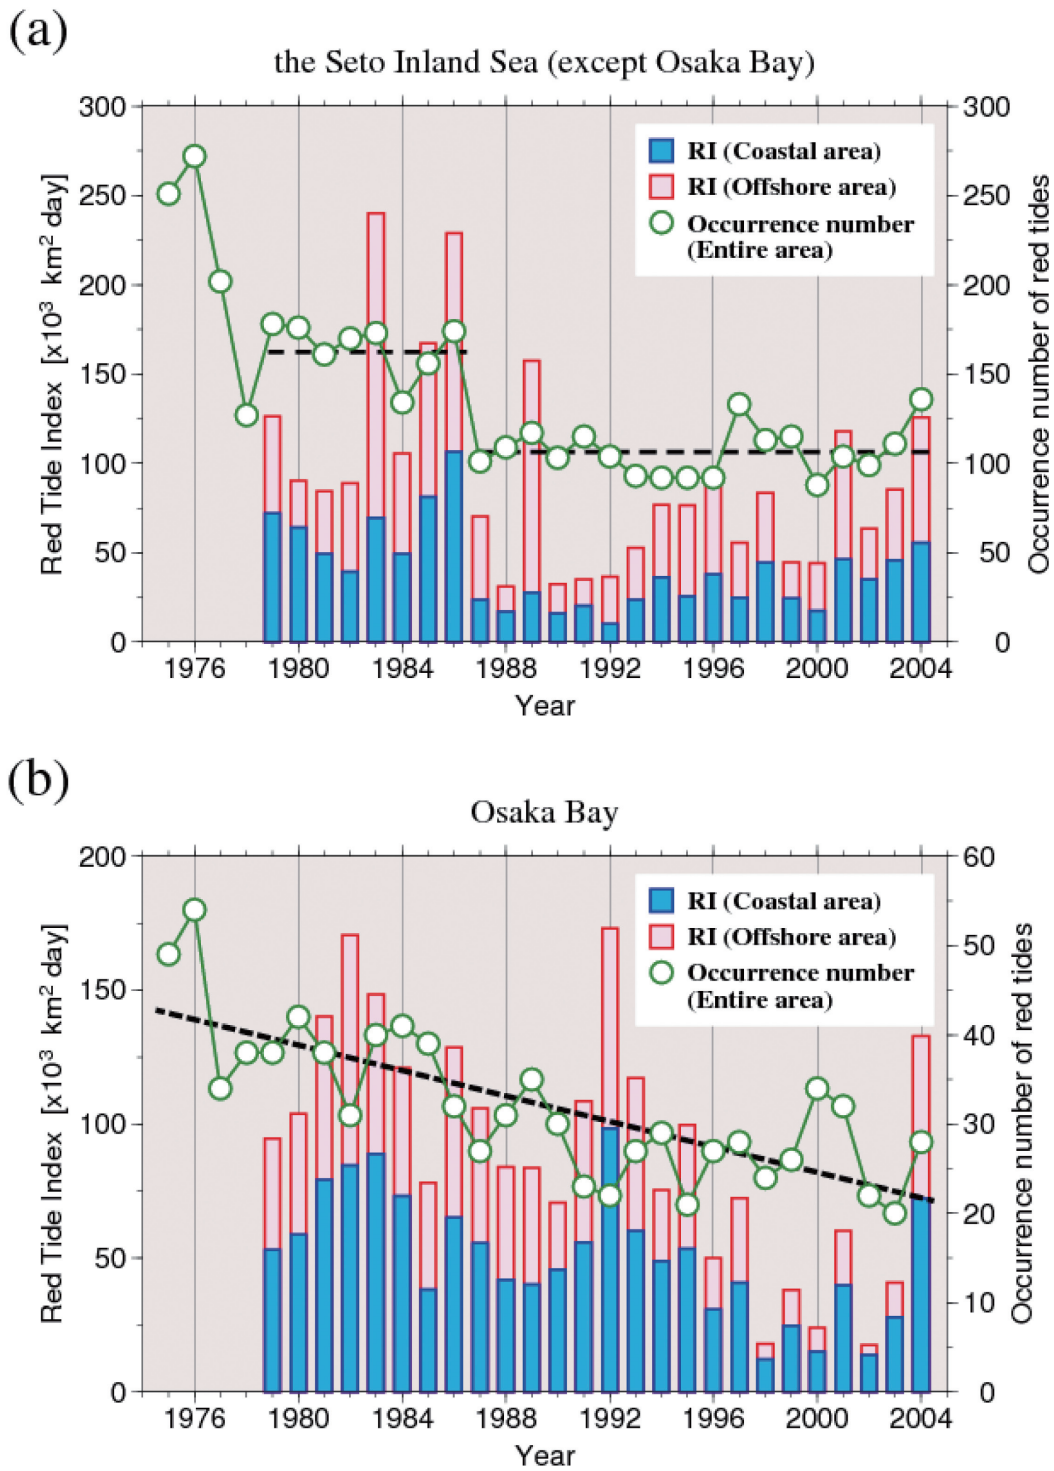 (a)
the Seto Inland Sea (except Osaka Bay)
300
250
200
150
100
50
0
Red Tide Index [x10³ km² day]
RI (Coastal area)
RI (Offshore area)
Occurrence number
(Entire area)
300
250
200
150
100
50
0
Occurrence number of red tides
1976 1980 1984 1988 1992 1996 2000 2004
Year
(b)
Osaka Bay
200
150
100
50
0
Red Tide Index [x10³ km² day]
RI (Coastal area)
RI (Offshore area)
Occurrence number
(Entire area)
60
50
40
30
20
10
0
Occurrence number of red tides
1976 1980 1984 1988 1992 1996 2000 2004
Year